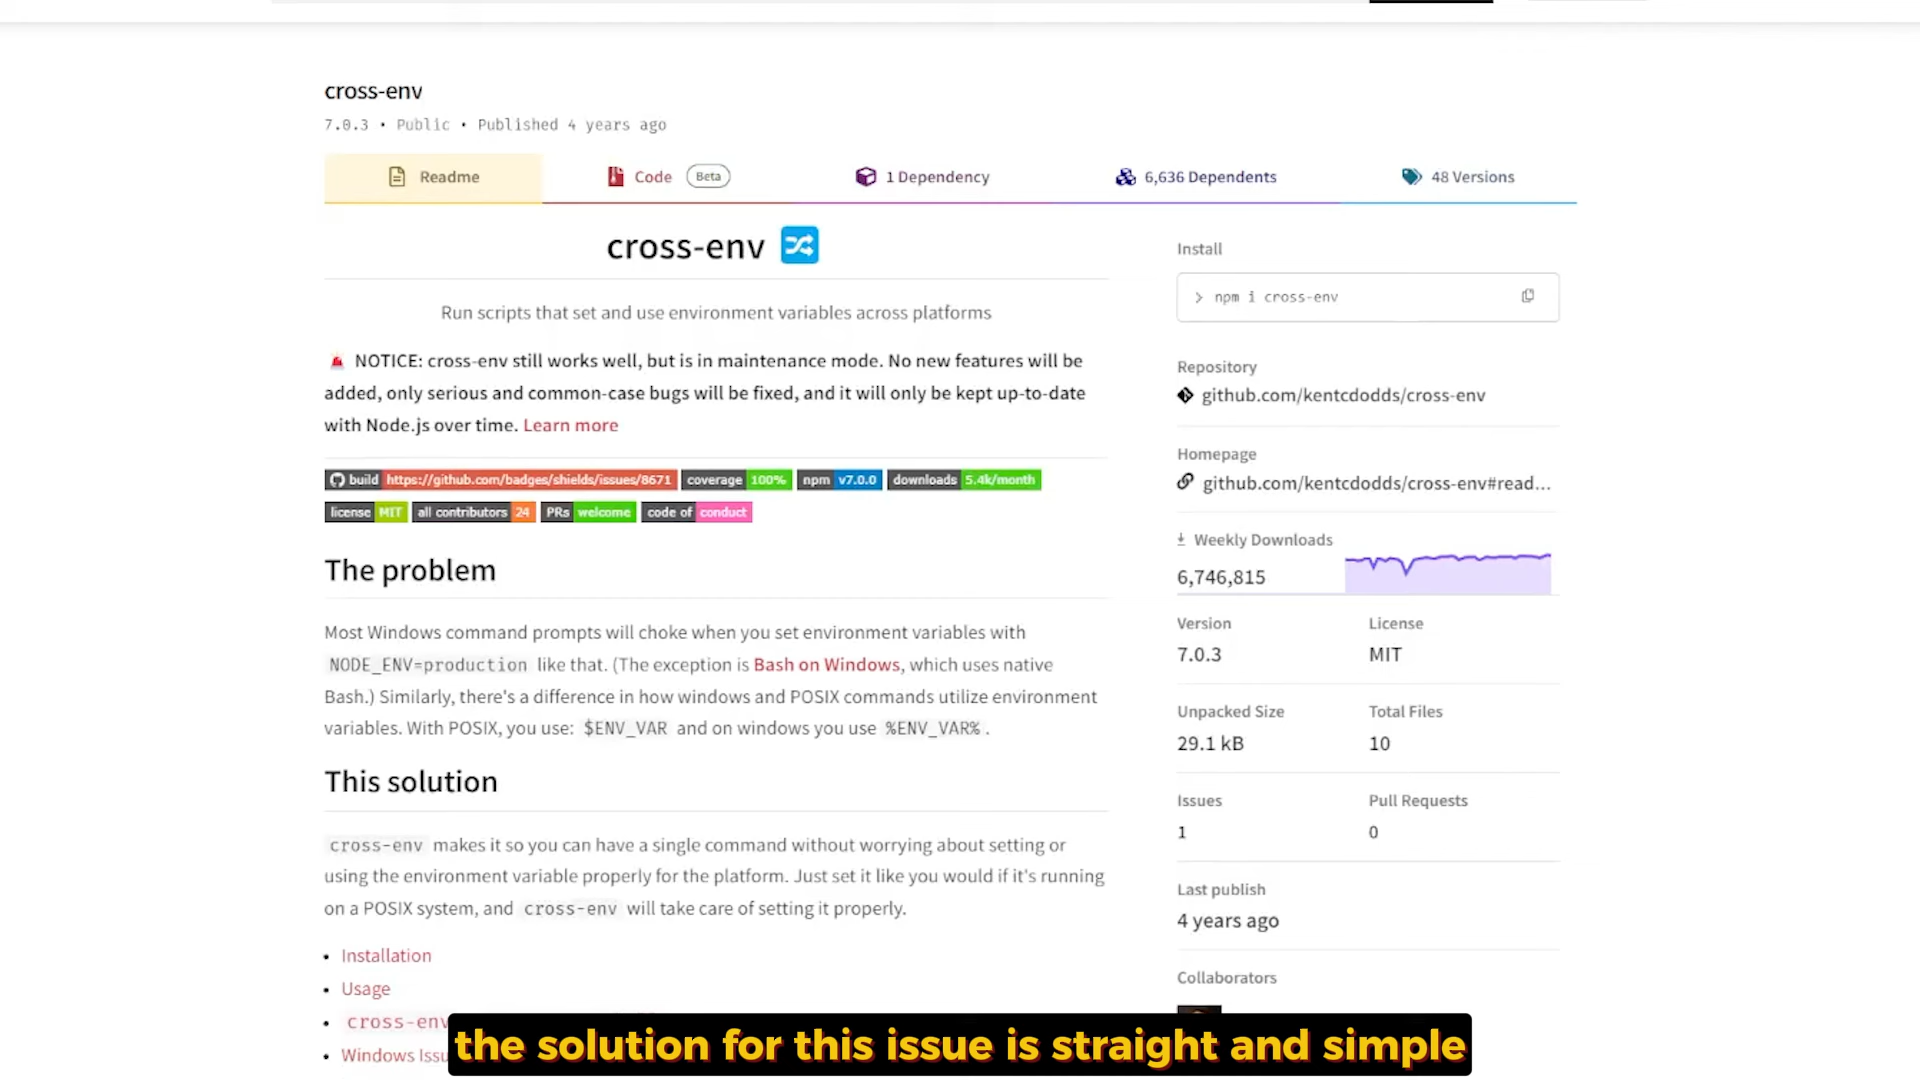 cross-env
7.0.3 • Public • Published 4 years ago
Readme
Code Beta
1 Dependency
6,636 Dependents
48 Versions
cross-env
Run scripts that set and use environment variables across platforms
NOTICE: cross-env still works well, but is in maintenance mode. No new features will be
added, only serious and common-case bugs will be fixed, and it will only be kept up-to-date
with Node.js over time. Learn more
build https://github.com/badges/shields/issues/8671 coverage 100% npm v7.0.0 downloads 5.4k/month
license MIT all contributors 24 PRs welcome code of conduct
The problem
Most Windows command prompts will choke when you set environment variables with
NODE_ENV=production like that. (The exception is Bash on Windows, which uses native
Bash.) Similarly, there's a difference in how windows and POSIX commands utilize environment
variables. With POSIX, you use: $ENV_VAR and on windows you use %ENV_VAR% .
This solution
cross-env makes it so you can have a single command without worrying about setting or
using the environment variable properly for the platform. Just set it like you would if it's running
on a POSIX system, and cross-env will take care of setting it properly.
• Installation
• Usage
• cross-env
• Windows Issu
Install
> npm i cross-env
Repository
github.com/kentcdodds/cross-env
Homepage
github.com/kentcdodds/cross-env#read...
Weekly Downloads
6,746,815
Version
License
7.0.3
MIT
Unpacked Size
Total Files
29.1 kB
10
Issues
Pull Requests
1
0
Last publish
4 years ago
Collaborators
the solution for this issue is straight and simple